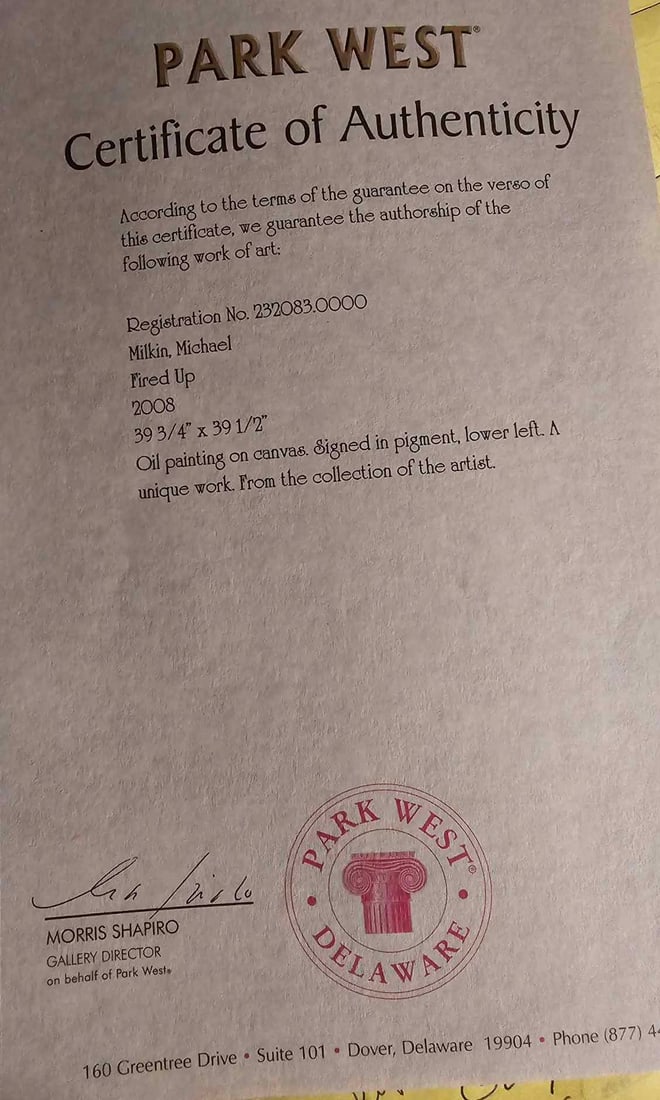 PARK WEST®
Certificate of Authenticity
According to the terms of the guarantee on the verso of
this certificate, we guarantee the authorship of the
following work of art:
Registration No. 232083.0000
Milkin, Michael
Fired Up
2008
39 3/4" x 39 1/2"
Oil painting on canvas. Signed in pigment, lower left. A
unique work. From the collection of the artist.
PARK WEST®
• DELAWARE •
MORRIS SHAPIRO
GALLERY DIRECTOR
on behalf of Park West®
160 Greentree Drive • Suite 101 • Dover, Delaware 19904 • Phone (877) 4